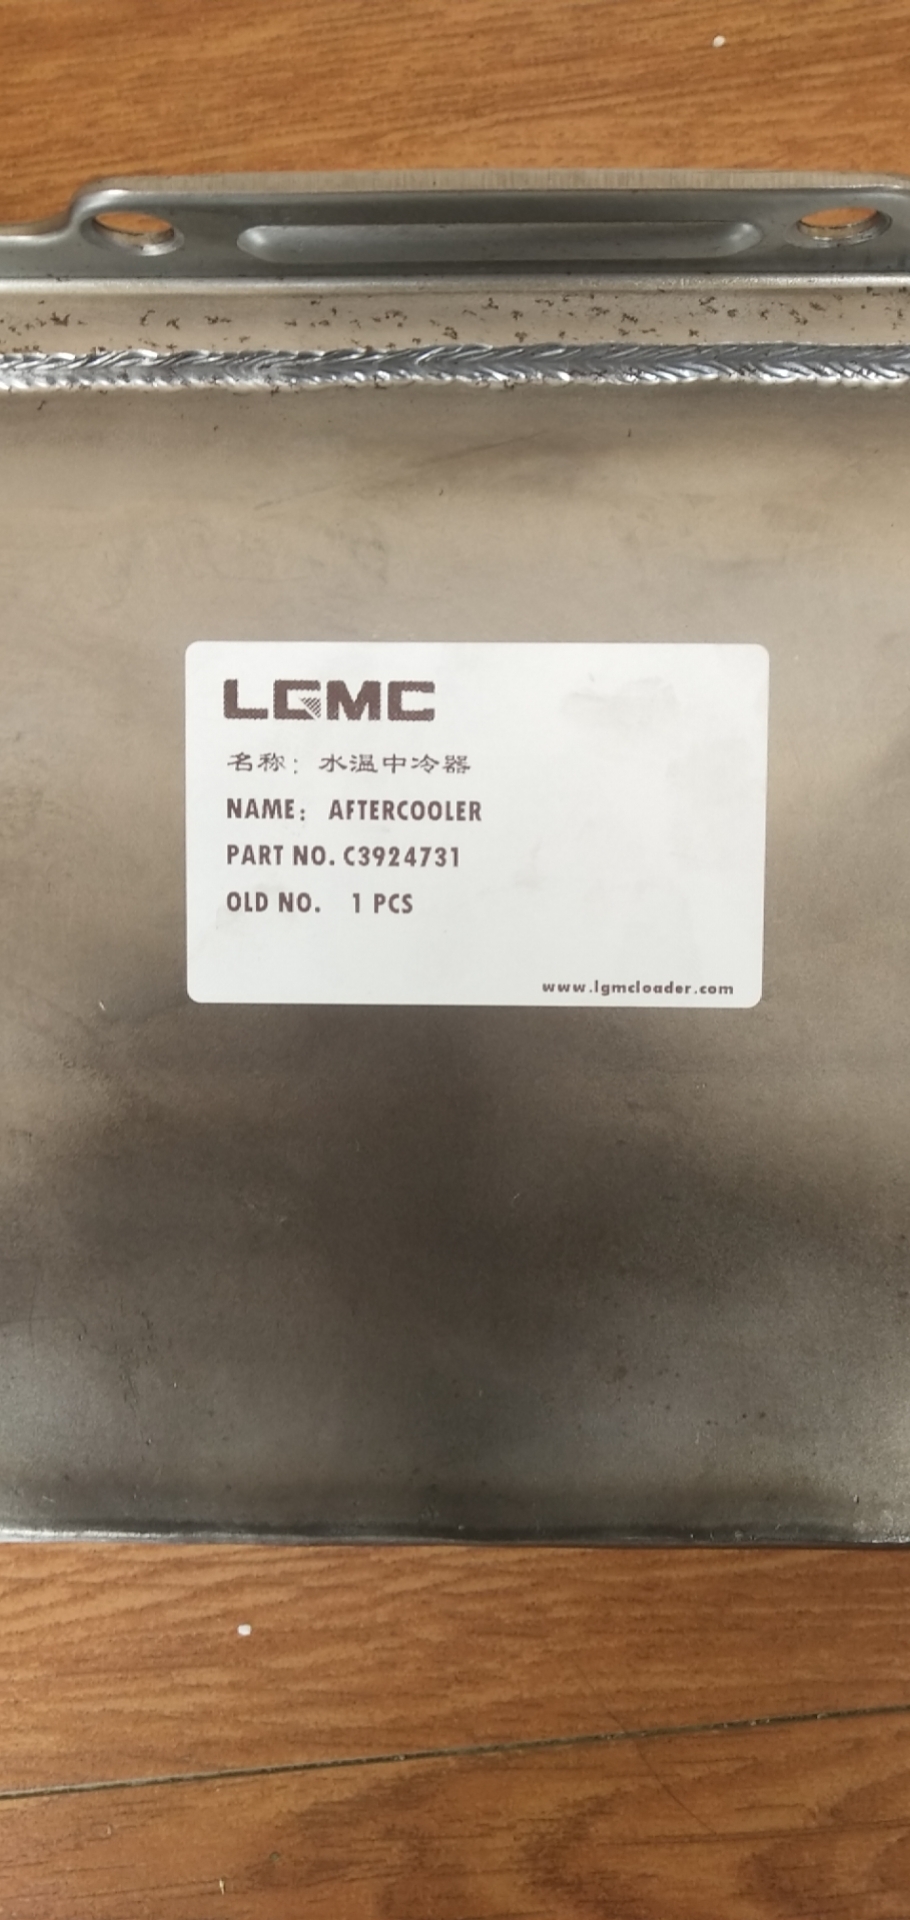 LGMC
名称：水温中冷器
NAME： AFTERCOOLER
PART NO. C3924731
OLD NO. 1 PCS
www.lgmcloader.com